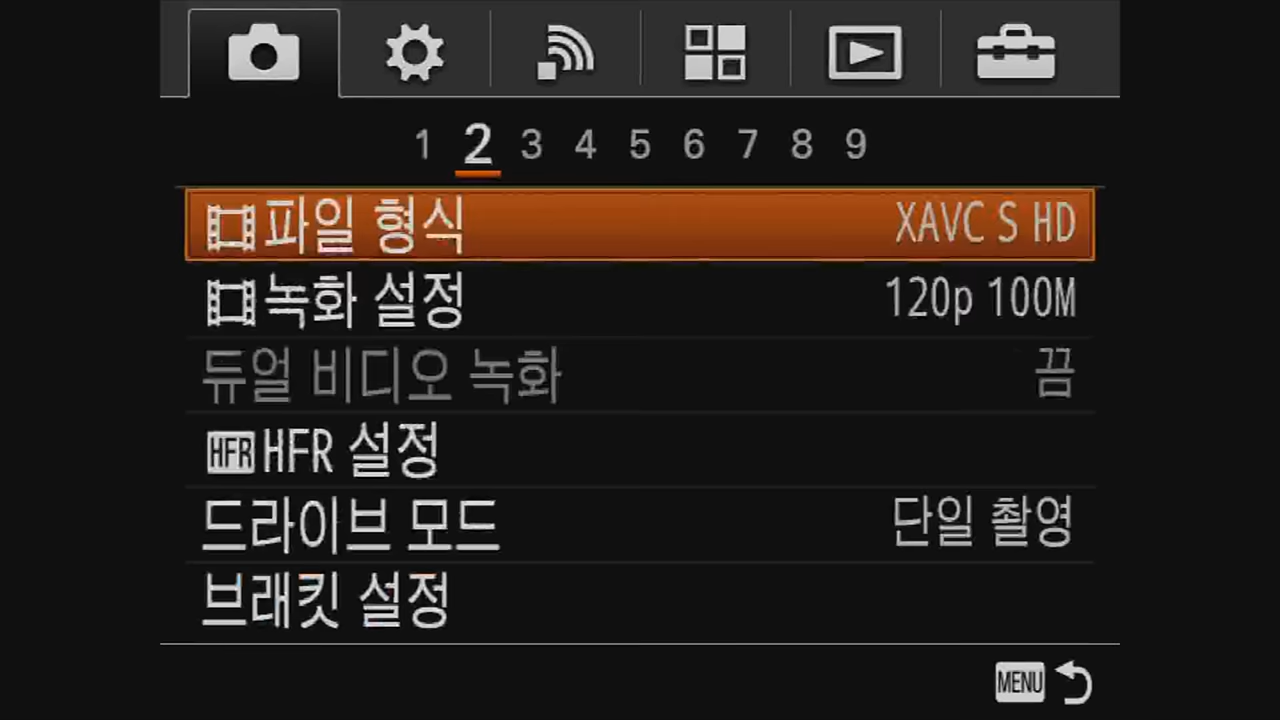 1 2 3 4 5 6 7 8 9
파일 형식 XAVC S HD
녹화 설정 120p 100M
듀얼 비디오 녹화 끔
HFR HFR 설정
드라이브 모드 단일 촬영
브래킷 설정
MENU